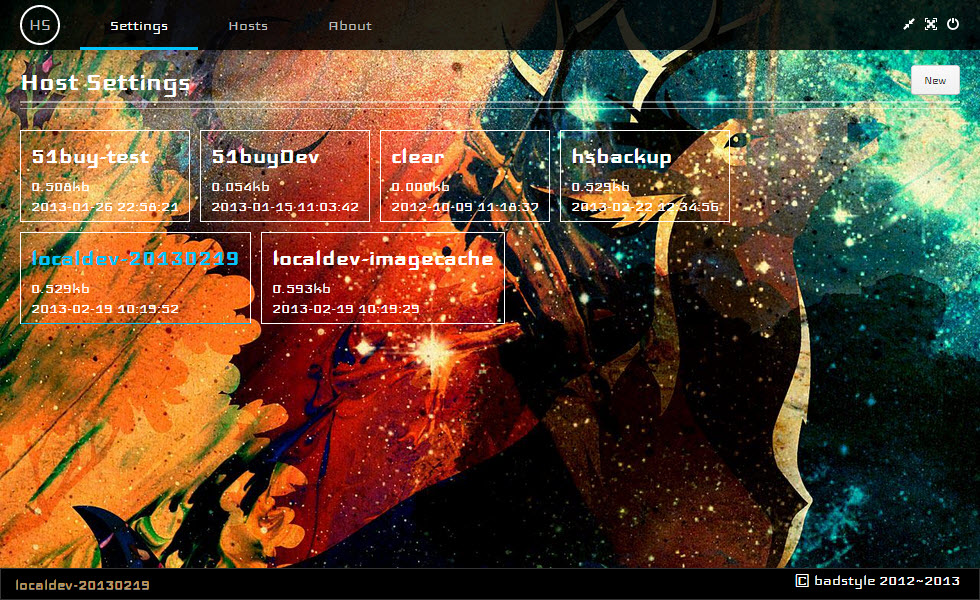 HS Settings Hosts About
Host Settings New
51buy-test 51buyDev clear hsbackup
0.508kb 0.054kb 0.000kb 0.529kb
2013-01-26 22:58:21 2013-01-15-11:03:42 2012-10-09 11:18:37 2013-02-22 12:34:56
localdev-20130219 localdev-imagecache
0.529kb 0.593kb
2013-02-19 10:19:52 2013-02-19 10:19:29
localdev-20130219 © badstyle 2012~2013